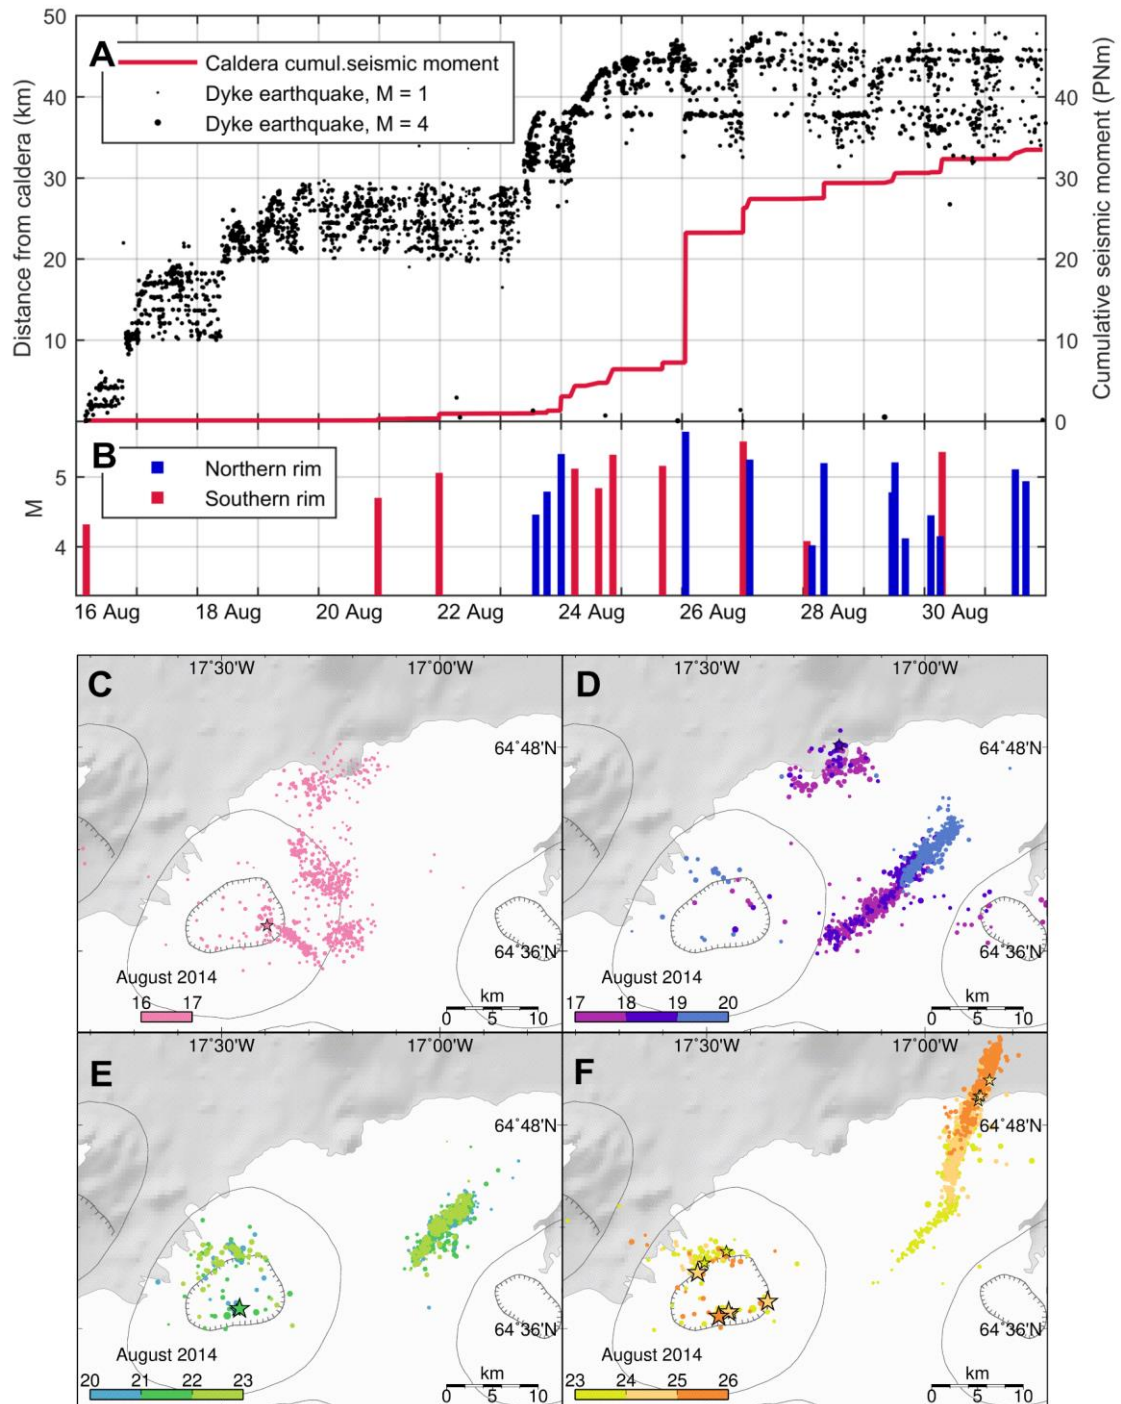 A
Caldera cumul.seismic moment
Dyke earthquake, M = 1
Dyke earthquake, M = 4
Distance from caldera (km)
50
40
30
20
10
Cumulative seismic moment (PNm)
40
30
20
10
0
B
Northern rim
Southern rim
M
5
4
16 Aug 18 Aug 20 Aug 22 Aug 24 Aug 26 Aug 28 Aug 30 Aug
C
17˚30'W 17˚00'W
64˚48'N
64˚36'N
August 2014
16 17
km
0 5 10
D
17˚30'W 17˚00'W
64˚48'N
64˚36'N
August 2014
17 18 19 20
km
0 5 10
E
17˚30'W 17˚00'W
64˚48'N
64˚36'N
August 2014
20 21 22 23
km
0 5 10
F
17˚30'W 17˚00'W
64˚48'N
64˚36'N
August 2014
23 24 25 26
km
0 5 10